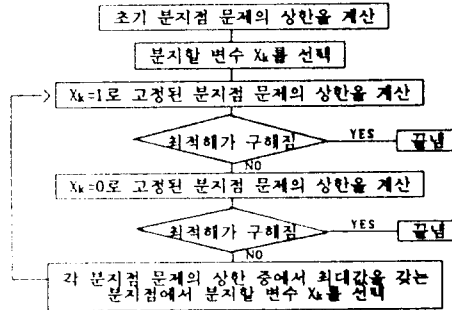 초기 분지점 문제의 상한을 계산
분지할 변수 Xk를 선택
Xk=1로 고정된 분지점 문제의 상한을 계산
최적해가 구해짐
YES
끝냄
NO
Xk=0로 고정된 분지점 문제의 상한을 계산
최적해가 구해짐
YES
끝냄
NO
각 분지점 문제의 상한 중에서 최대값을 갖는
분지점에서 분지할 변수 Xk를 선택